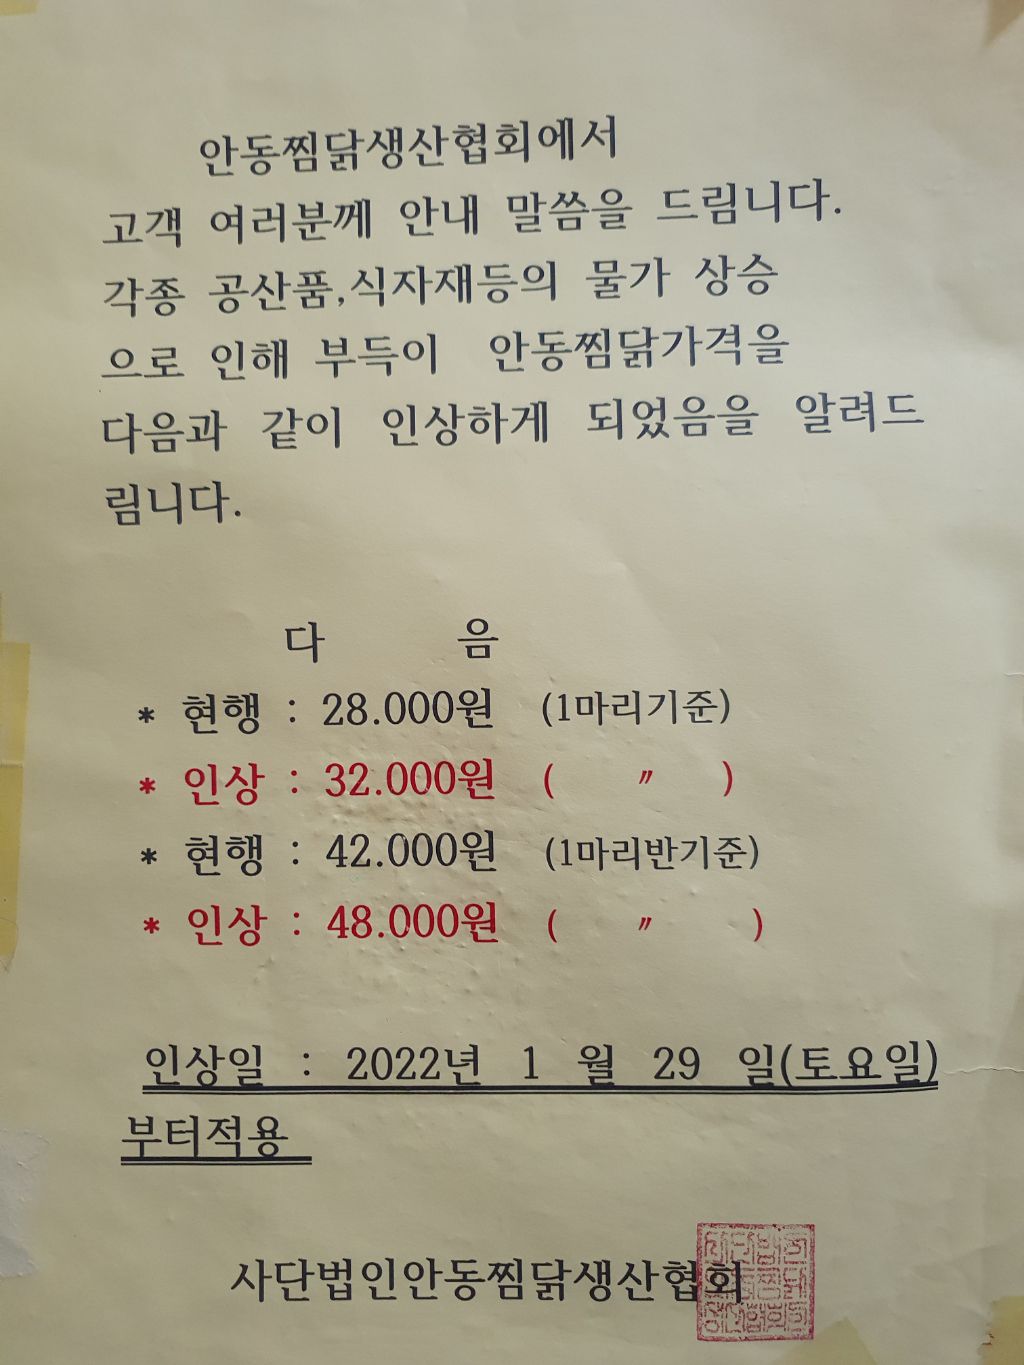 안동찜닭생산협회에서
고객 여러분께 안내 말씀을 드림니다.
각종 공산품,식자재등의 물가 상승
으로 인해 부득이 안동찜닭가격을
다음과 같이 인상하게 되었음을 알려드
림니다.
다 음
* 현행 : 28.000원 (1마리기준)
* 인상 : 32.000원 ( 〃 )
* 현행 : 42.000원 (1마리반기준)
* 인상 : 48.000원 ( 〃 )
인상일 : 2022년 1 월 29 일(토요일)
부터적용
사단법인안동찜닭생산협회